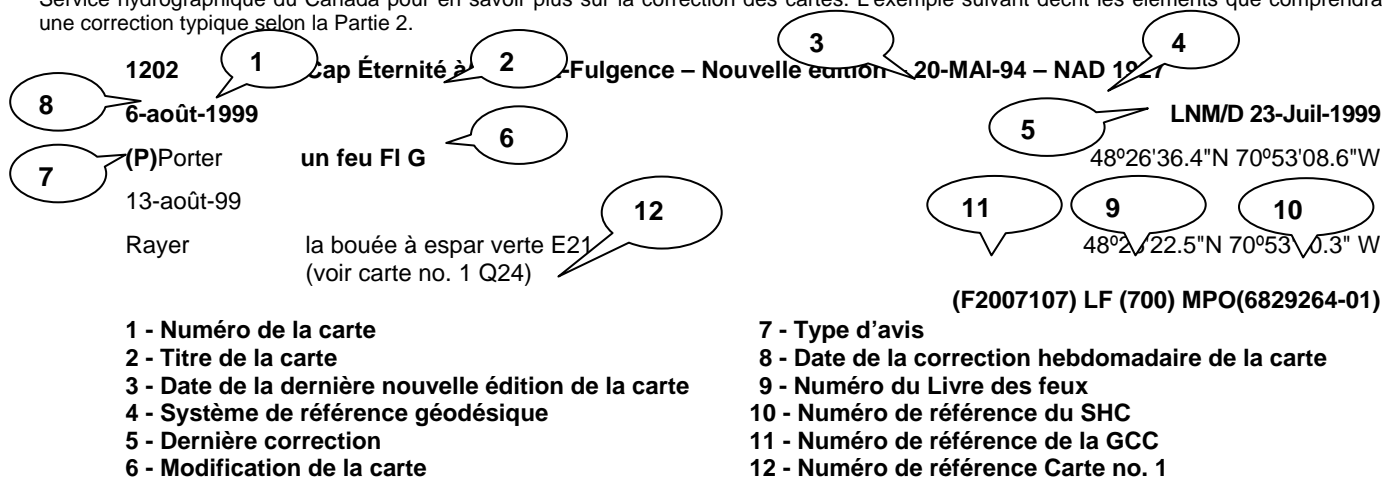 Service hydrographique du Canada pour en savoir plus sur la correction des cartes. L'exemple suivant décrit les éléments que comprendra
une correction typique selon la Partie 2.
3 4
1202 1 Cap Éternité à 2 -Fulgence – Nouvelle édition 20-MAI-94 – NAD 1927
8 6-août-1999 5 LNM/D 23-Juil-1999
7 (P)Porter un feu Fl G 6 48º26'36.4"N 70º53'08.6"W
13-août-99
12 11 9 10
Rayer la bouée à espar verte E21 22.5"N 70º53 0.3" W
(voir carte no. 1 Q24)
(F2007107) LF (700) MPO(6829264-01)
1 - Numéro de la carte 7 - Type d'avis
2 - Titre de la carte 8 - Date de la correction hebdomadaire de la carte
3 - Date de la dernière nouvelle édition de la carte 9 - Numéro du Livre des feux
4 - Système de référence géodésique 10 - Numéro de référence du SHC
5 - Dernière correction 11 - Numéro de référence de la GCC
6 - Modification de la carte 12 - Numéro de référence Carte no. 1